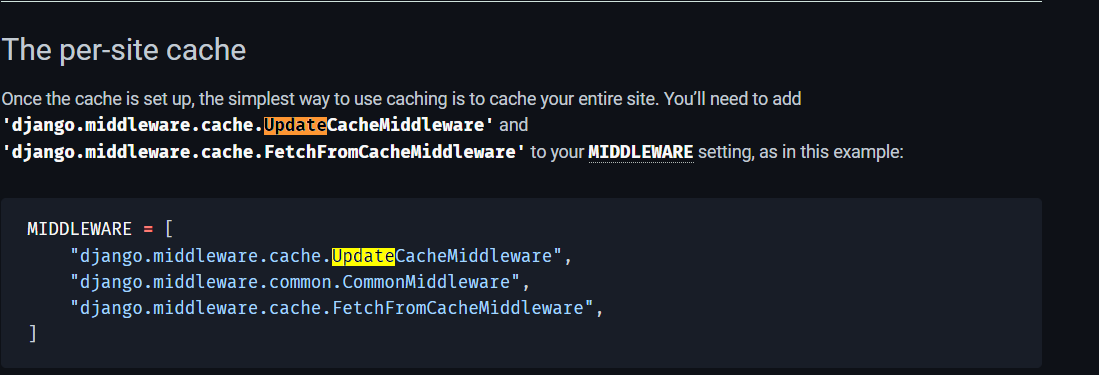 The per-site cache
Once the cache is set up, the simplest way to use caching is to cache your entire site. You’ll need to add
'django.middleware.cache.UpdateCacheMiddleware' and
'django.middleware.cache.FetchFromCacheMiddleware' to your MIDDLEWARE setting, as in this example:
MIDDLEWARE = [
    "django.middleware.cache.UpdateCacheMiddleware",
    "django.middleware.common.CommonMiddleware",
    "django.middleware.cache.FetchFromCacheMiddleware",
]